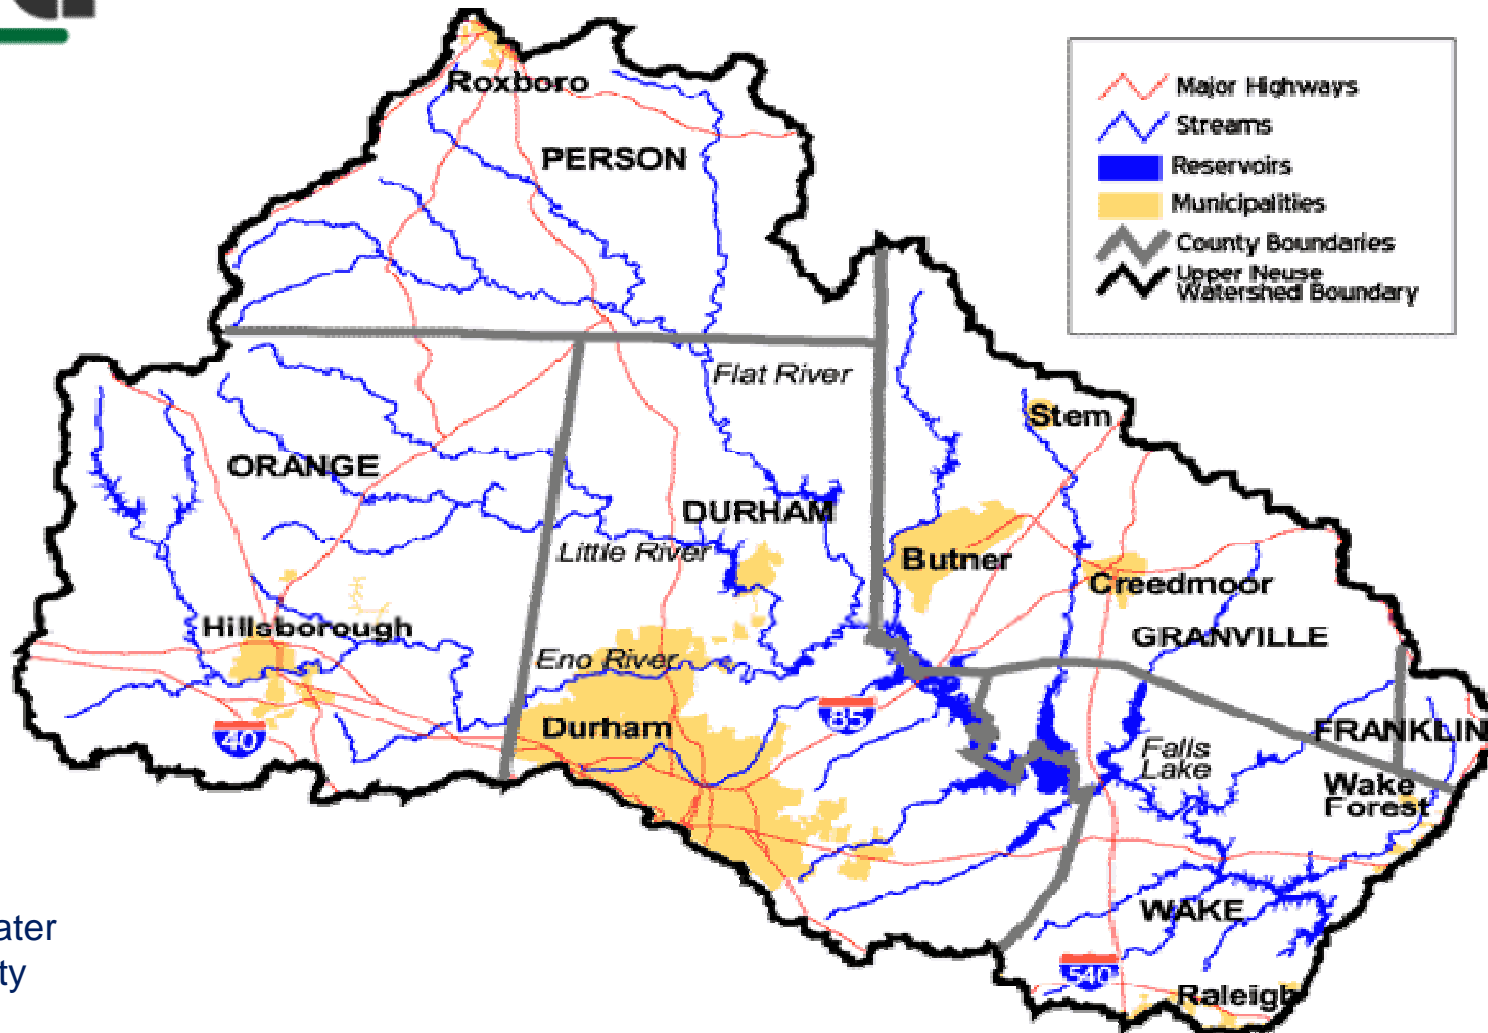 Roxboro
PERSON
Major Highways
Streams
Reservoirs
Municipalities
County Boundaries
Upper Neuse
Watershed Boundary
Flat River
Stem
ORANGE
DURHAM
Little River
Butner
Creedmoor
Hillsborough
GRANVILLE
Eno River
85
Durham
40
FRANKLIN
Falls
Lake
Wake
Forest
WAKE
ater
ty
540
Raleigh